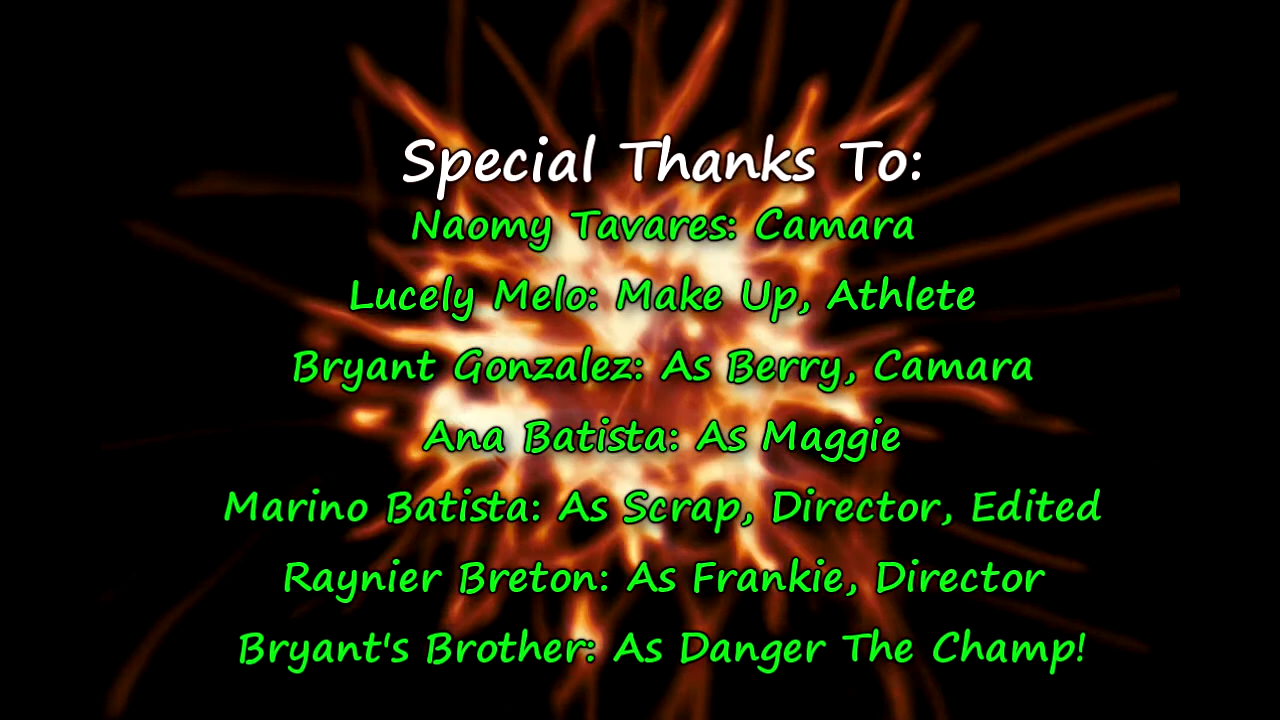 Special Thanks To:
Naomy Tavares: Camara
Lucely Melo: Make Up, Athlete
Bryant Gonzalez: As Berry, Camara
Ana Batista: As Maggie
Marino Batista: As Scrap, Director, Edited
Raynier Breton: As Frankie, Director
Bryant's Brother: As Danger The Champ!